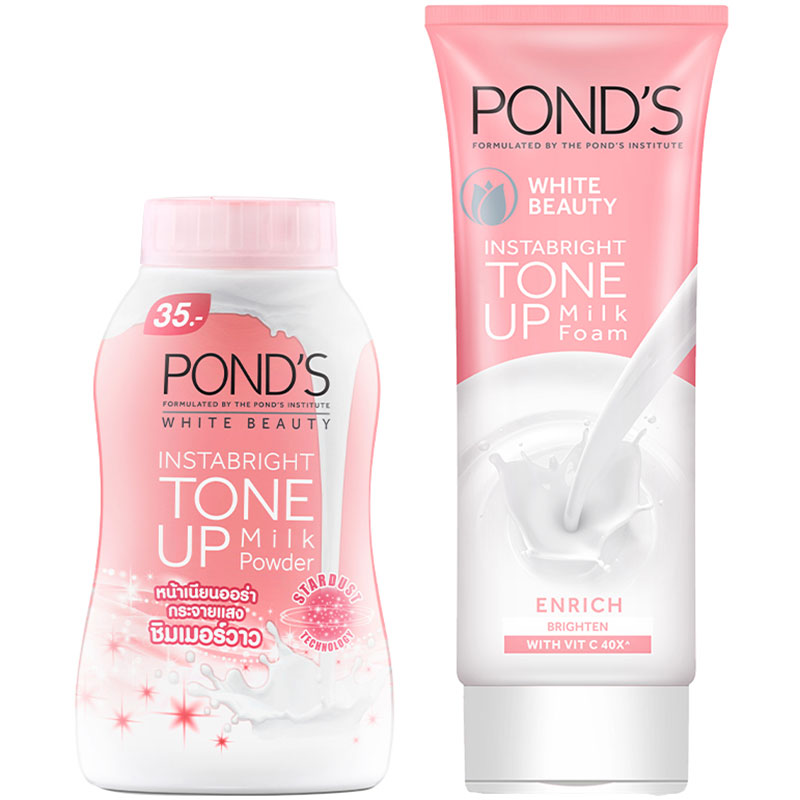 35.-
POND'S
FORMULATED BY THE POND'S INSTITUTE
WHITE BEAUTY
INSTABRIGHT
TONE
UP Milk
Powder
หน้าเนียนออร่า
กระจายแสง
ชิมเมอร์วาว
STARDUST
TECHNOLOGY
POND'S
FORMULATED BY THE POND'S INSTITUTE
WHITE
BEAUTY
INSTABRIGHT
TONE
UP Milk
Foam
ENRICH
BRIGHTEN
WITH VIT C 40X^